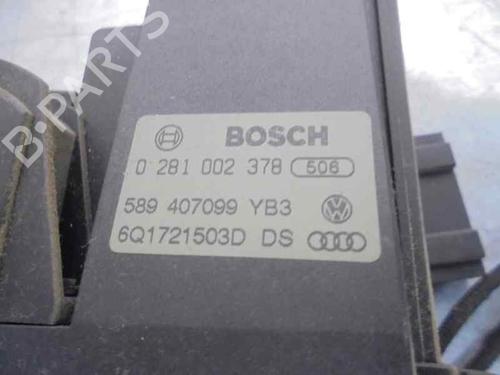 BOSCH
0 281 002 378 506
589 407099 YB3
6Q1721503D DS
B-PARTS